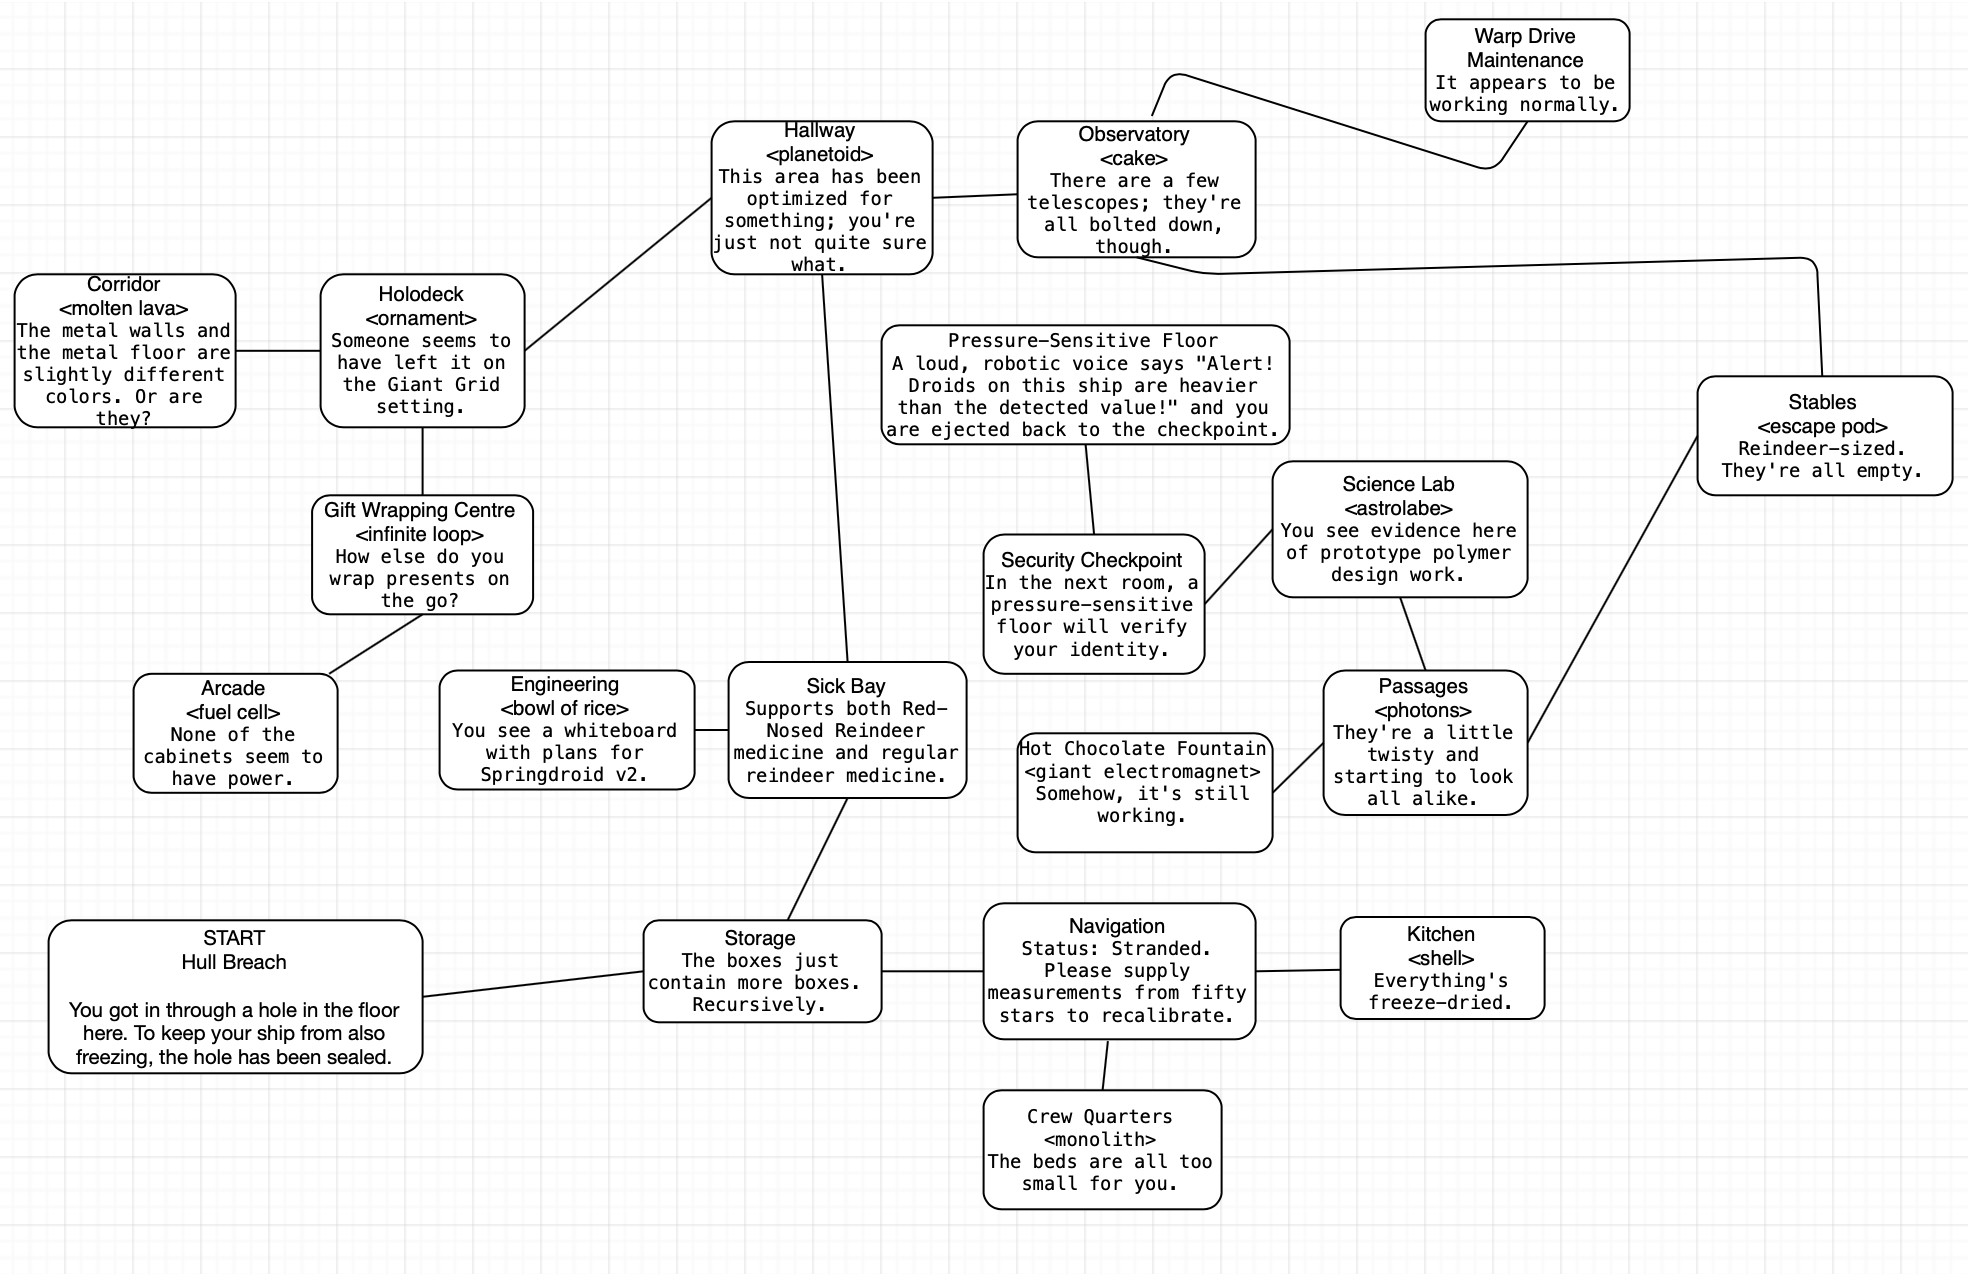 Warp Drive
Maintenance
It appears to be
working normally.
Hallway
<planetoid>
This area has been
optimized for
something; you're
just not quite sure
what.
Observatory
<cake>
There are a few
telescopes; they're
all bolted down,
though.
Corridor
<molten lava>
The metal walls and
the metal floor are
slightly different
colors. Or are
they?
Holodeck
<ornament>
Someone seems to
have left it on
the Giant Grid
setting.
Pressure-Sensitive Floor
A loud, robotic voice says "Alert!
Droids on this ship are heavier
than the detected value!" and you
are ejected back to the checkpoint.
Stables
<escape pod>
Reindeer-sized.
They're all empty.
Science Lab
<astrolabe>
You see evidence here
of prototype polymer
design work.
Gift Wrapping Centre
<infinite loop>
How else do you
wrap presents on
the go?
Security Checkpoint
In the next room, a
pressure-sensitive
floor will verify
your identity.
Arcade
<fuel cell>
None of the
cabinets seem to
have power.
Engineering
<bowl of rice>
You see a whiteboard
with plans for
Springdroid v2.
Sick Bay
Supports both Red-
Nosed Reindeer
medicine and regular
reindeer medicine.
Passages
<photons>
They're a little
twisty and
starting to look
all alike.
Hot Chocolate Fountain
<giant electromagnet>
Somehow, it's still
working.
START
Hull Breach
You got in through a hole in the floor
here. To keep your ship from also
freezing, the hole has been sealed.
Storage
The boxes just
contain more boxes.
Recursively.
Navigation
Status: Stranded.
Please supply
measurements from fifty
stars to recalibrate.
Kitchen
<shell>
Everything's
freeze-dried.
Crew Quarters
<monolith>
The beds are all too
small for you.